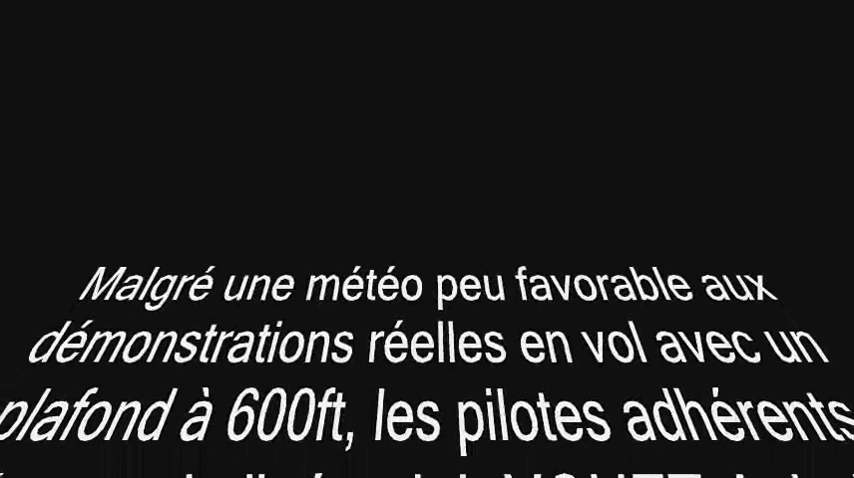 Malgré une météo peu favorable aux
démonstrations réelles en vol avec un
plafond à 600ft, les pilotes adhérents